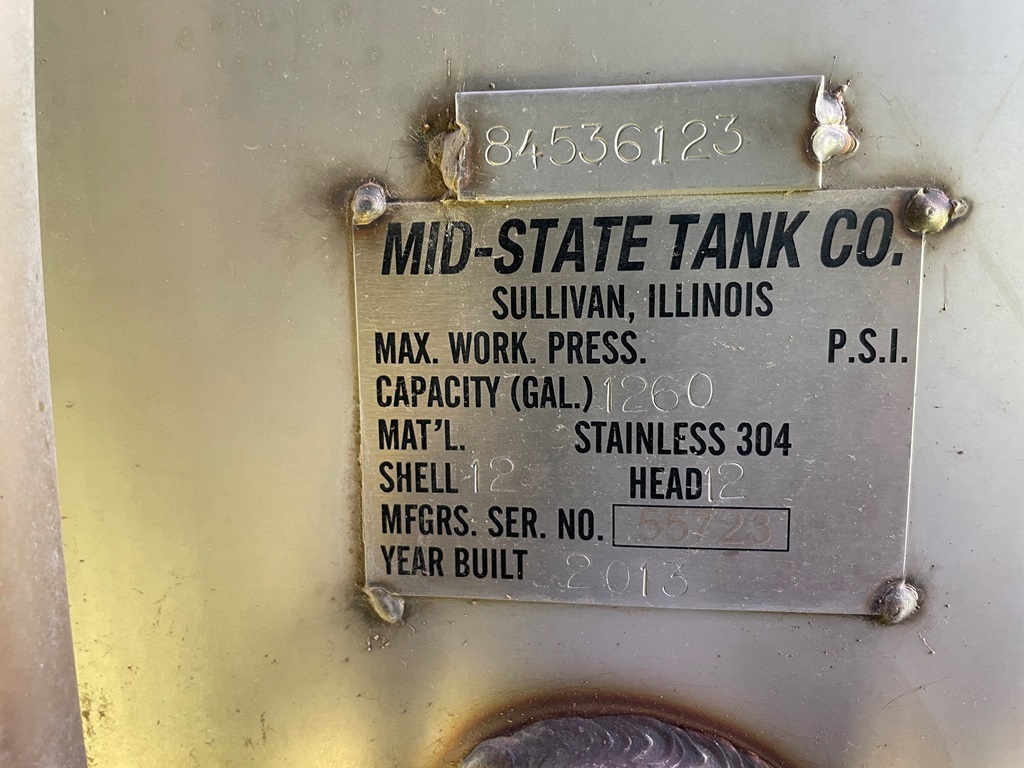 84536123
MID-STATE TANK CO.
SULLIVAN, ILLINOIS
MAX. WORK. PRESS. P.S.I.
CAPACITY (GAL.) 1260
MAT'L. STAINLESS 304
SHELL 12 HEAD 12
MFGRS. SER. NO. 55723
YEAR BUILT 2013